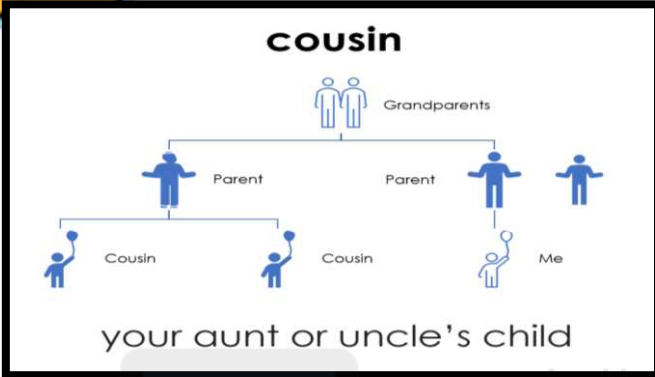 cousin
Grandparents
Parent Parent
Cousin Cousin Me
your aunt or uncle's child